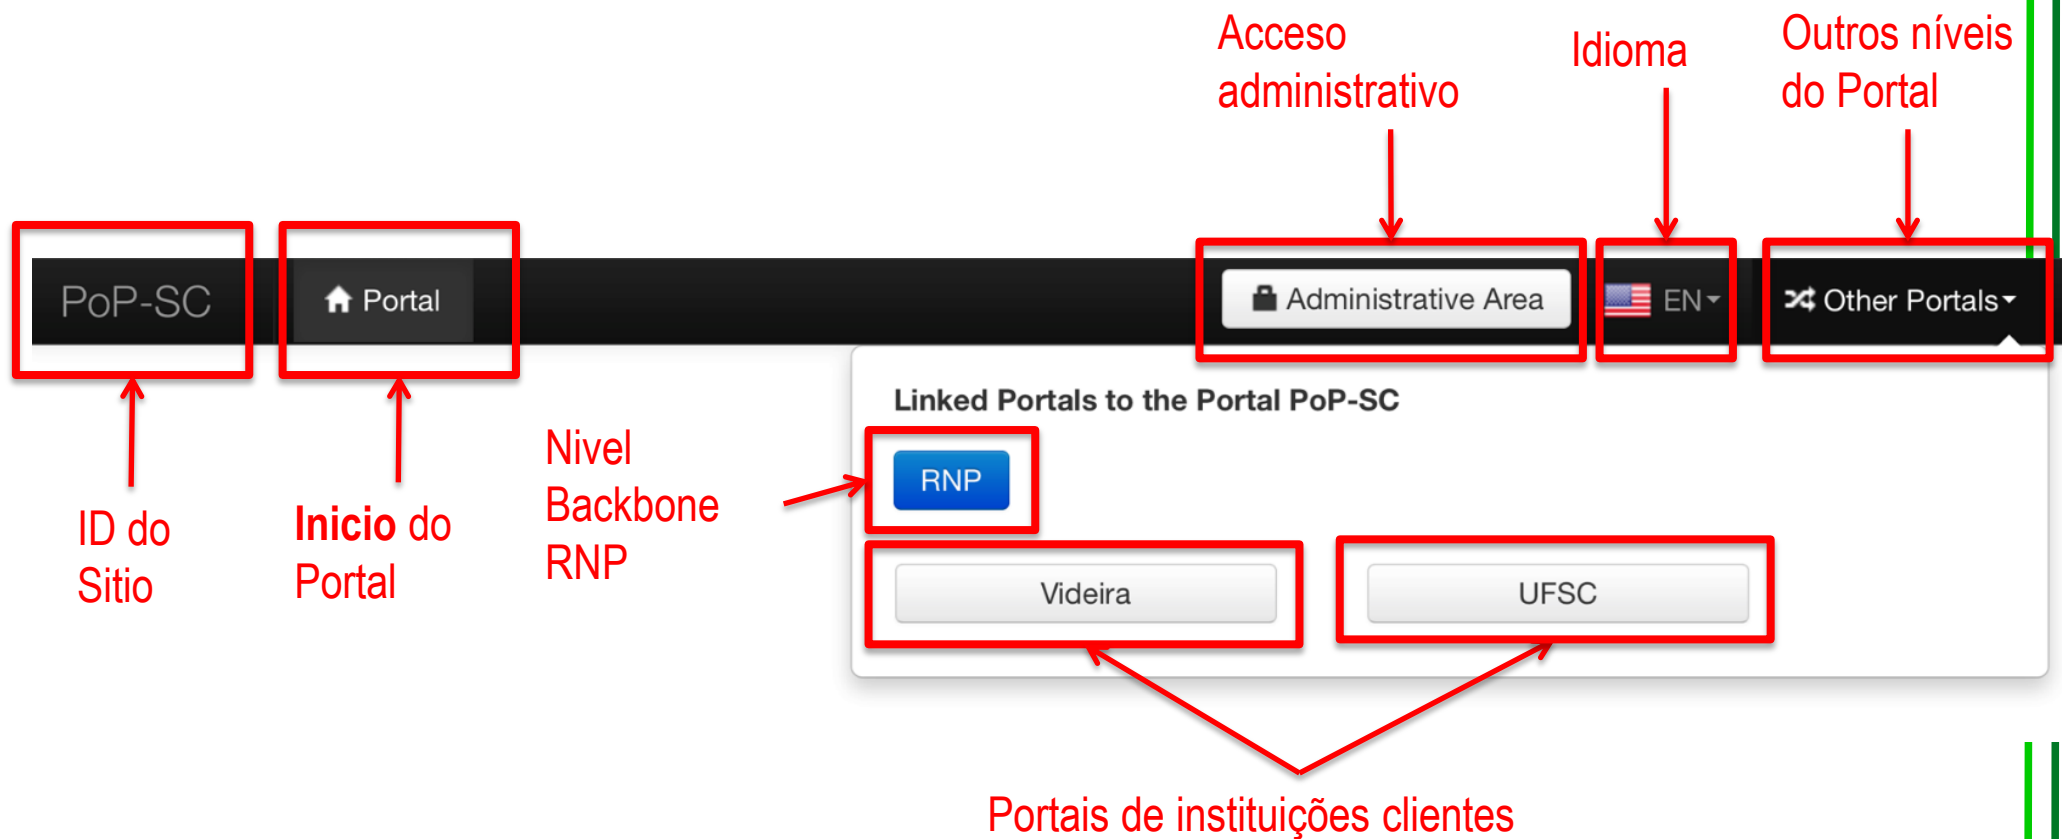 Acceso
administrativo
Idioma
Outros níveis
do Portal
PoP-SC
Portal
Administrative Area
EN
Other Portals
Linked Portals to the Portal PoP-SC
RNP
Videira
UFSC
ID do
Sitio
Inicio do
Portal
Nivel
Backbone
RNP
Portais de instituições clientes